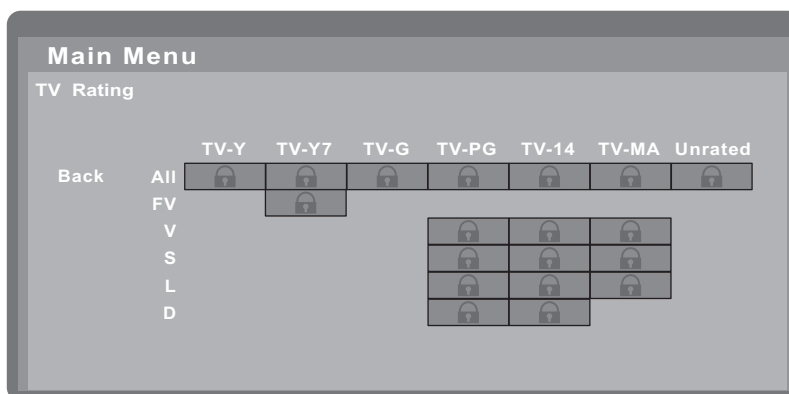 Main Menu
TV Rating
TV-Y TV-Y7 TV-G TV-PG TV-14 TV-MA Unrated
Back All
FV
V
S
L
D